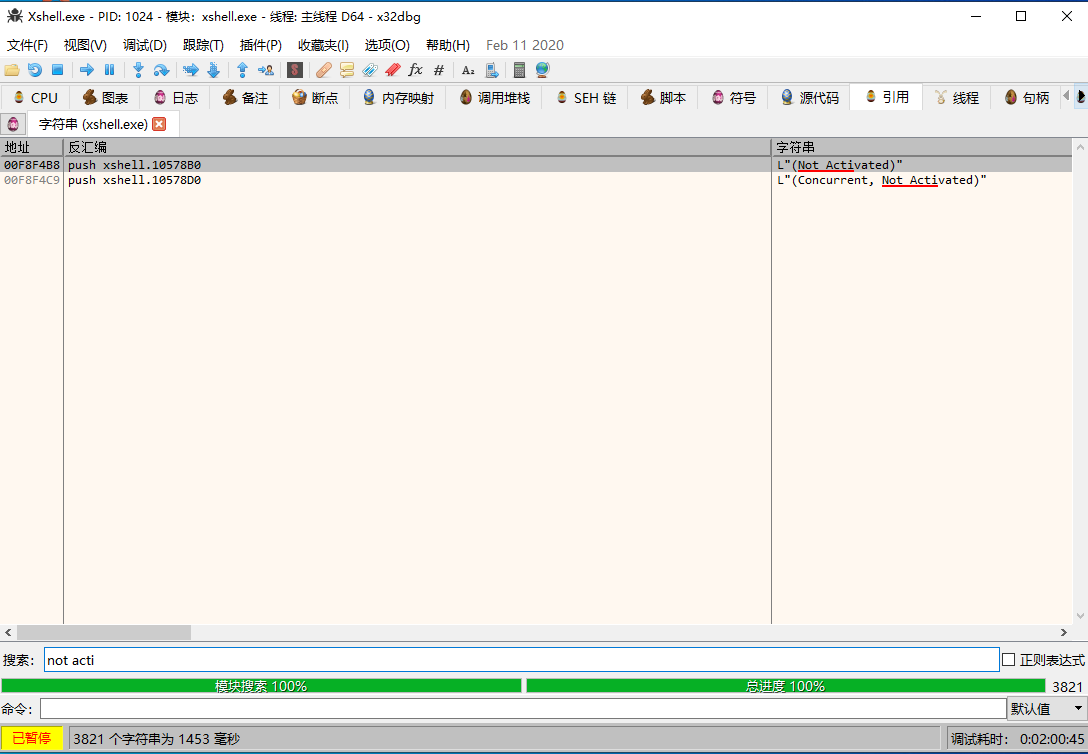 Xshell.exe - PID: 1024 - 模块: xshell.exe - 线程: 主线程 D64 - x32dbg
文件(F) 视图(V) 调试(D) 跟踪(T) 插件(P) 收藏夹(I) 选项(O) 帮助(H) Feb 11 2020
CPU 图表 日志 备注 断点 内存映射 调用堆栈 SEH 链 脚本 符号 源代码 引用 线程 句柄
字符串 (xshell.exe)
地址 反汇编 字符串
00F8F4B8 push xshell.10578B0 L"(Not Activated)"
00F8F4C9 push xshell.10578D0 L"(Concurrent, Not Activated)"
搜索: not acti 正则表达式
模块搜索 100% 总进度 100% 3821
命令: 默认值
已暂停 3821 个字符串为 1453 毫秒 调试耗时: 0:02:00:45